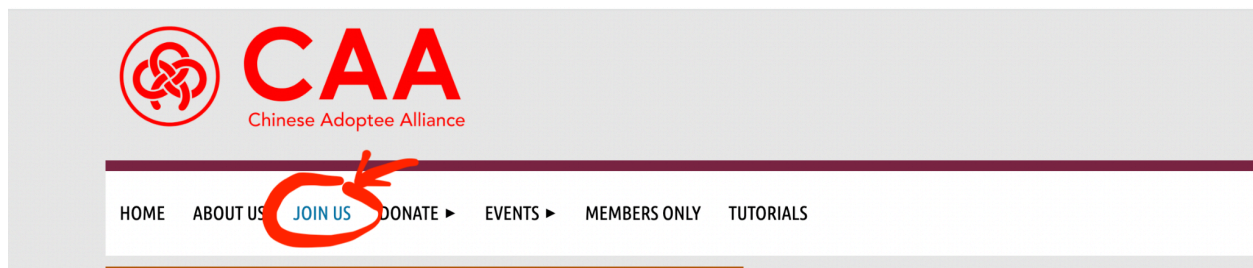 CAA
Chinese Adoptee Alliance
HOME ABOUT US JOIN US DONATE ► EVENTS ► MEMBERS ONLY TUTORIALS